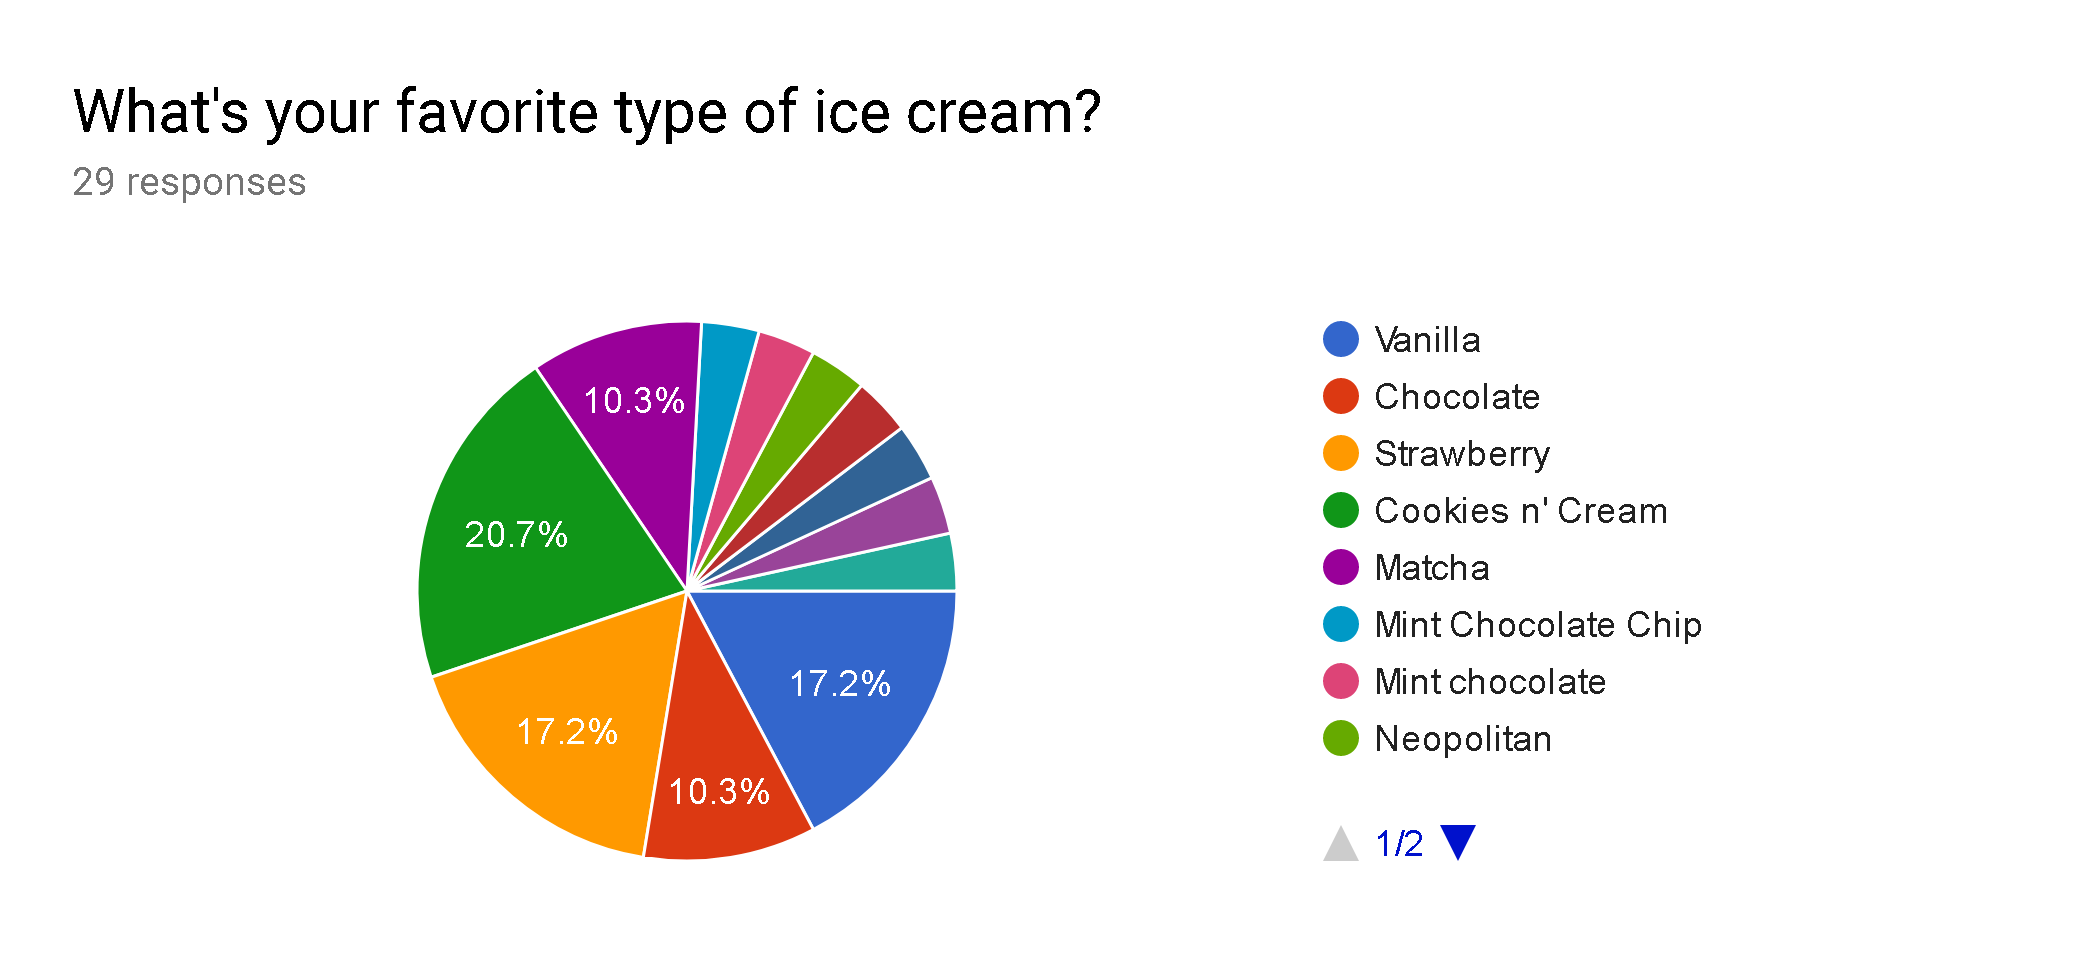 What's your favorite type of ice cream?
29 responses
10.3%
20.7%
17.2%
17.2%
10.3%
Vanilla
Chocolate
Strawberry
Cookies n' Cream
Matcha
Mint Chocolate Chip
Mint chocolate
Neopolitan
1/2